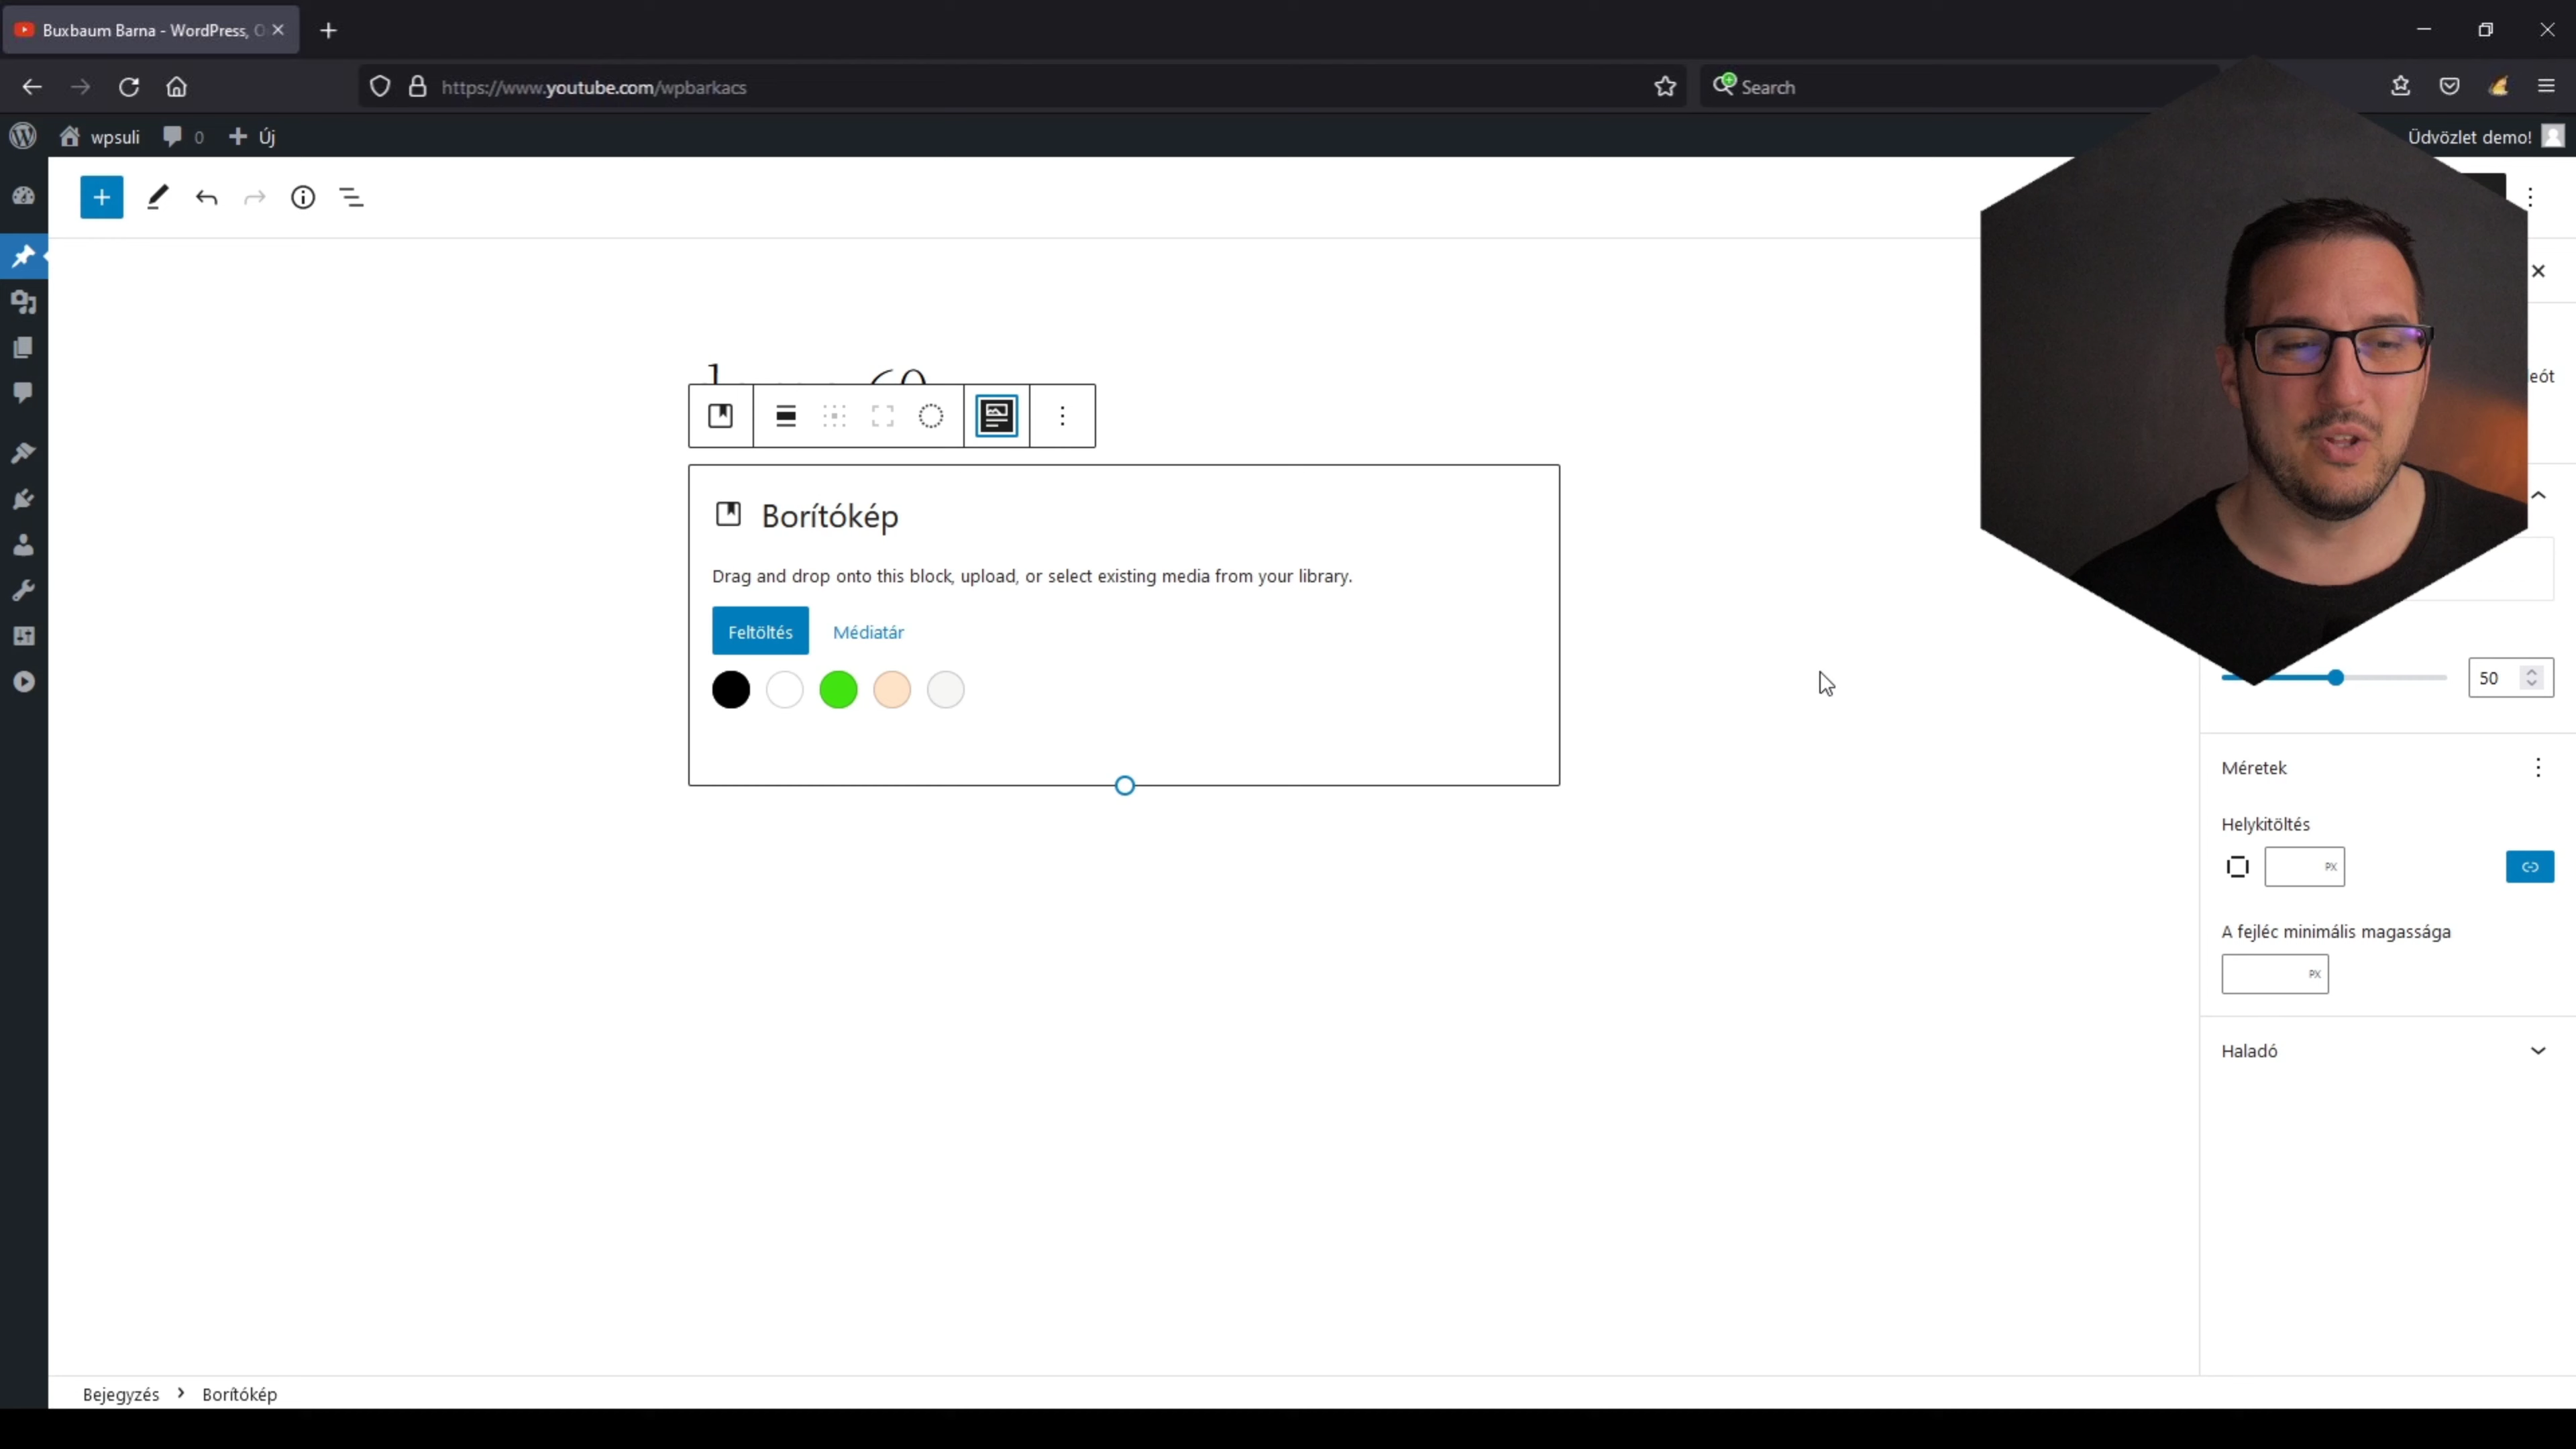 Buxbaum Barna - WordPress, O
https://www.youtube.com/wpbarkacs
Search
wpsuli
0
Új
Üdvözlet demo!
eót
Borítókép
Drag and drop onto this block, upload, or select existing media from your library.
Feltöltés
Médiatár
50
Méretek
Helykitöltés
PX
A fejléc minimális magassága
PX
Haladó
Bejegyzés
Borítókép